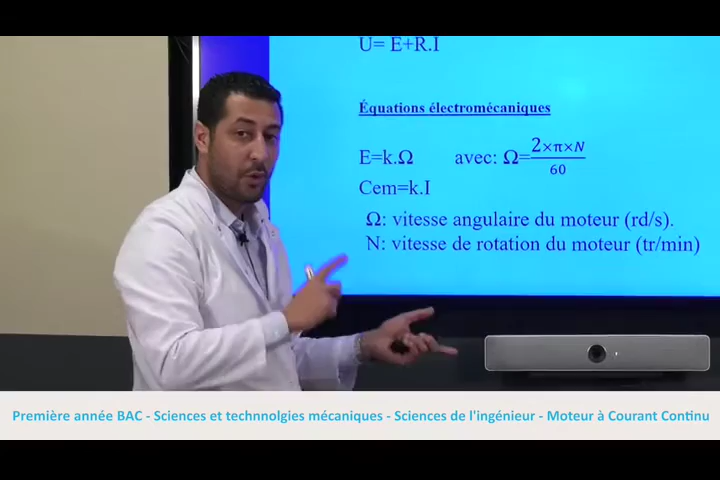 U= E+R.I
Équations électromécaniques
E=k.Ω avec: Ω=2×π×N/60
Cem=k.I
Ω: vitesse angulaire du moteur (rd/s).
N: vitesse de rotation du moteur (tr/min)
Première année BAC - Sciences et technnolgies mécaniques - Sciences de l'ingénieur - Moteur à Courant Continu